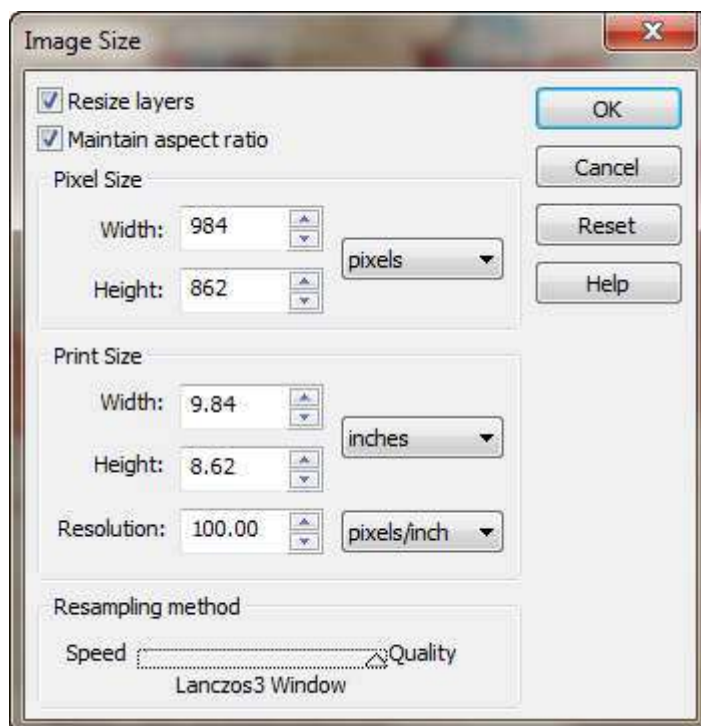 Image Size
Resize layers
Maintain aspect ratio
OK
Cancel
Reset
Help
Pixel Size
Width: 984
Height: 862
pixels
Print Size
Width: 9.84
Height: 8.62
inches
Resolution: 100.00 pixels/inch
Resampling method
Speed Quality
Lanczos3 Window